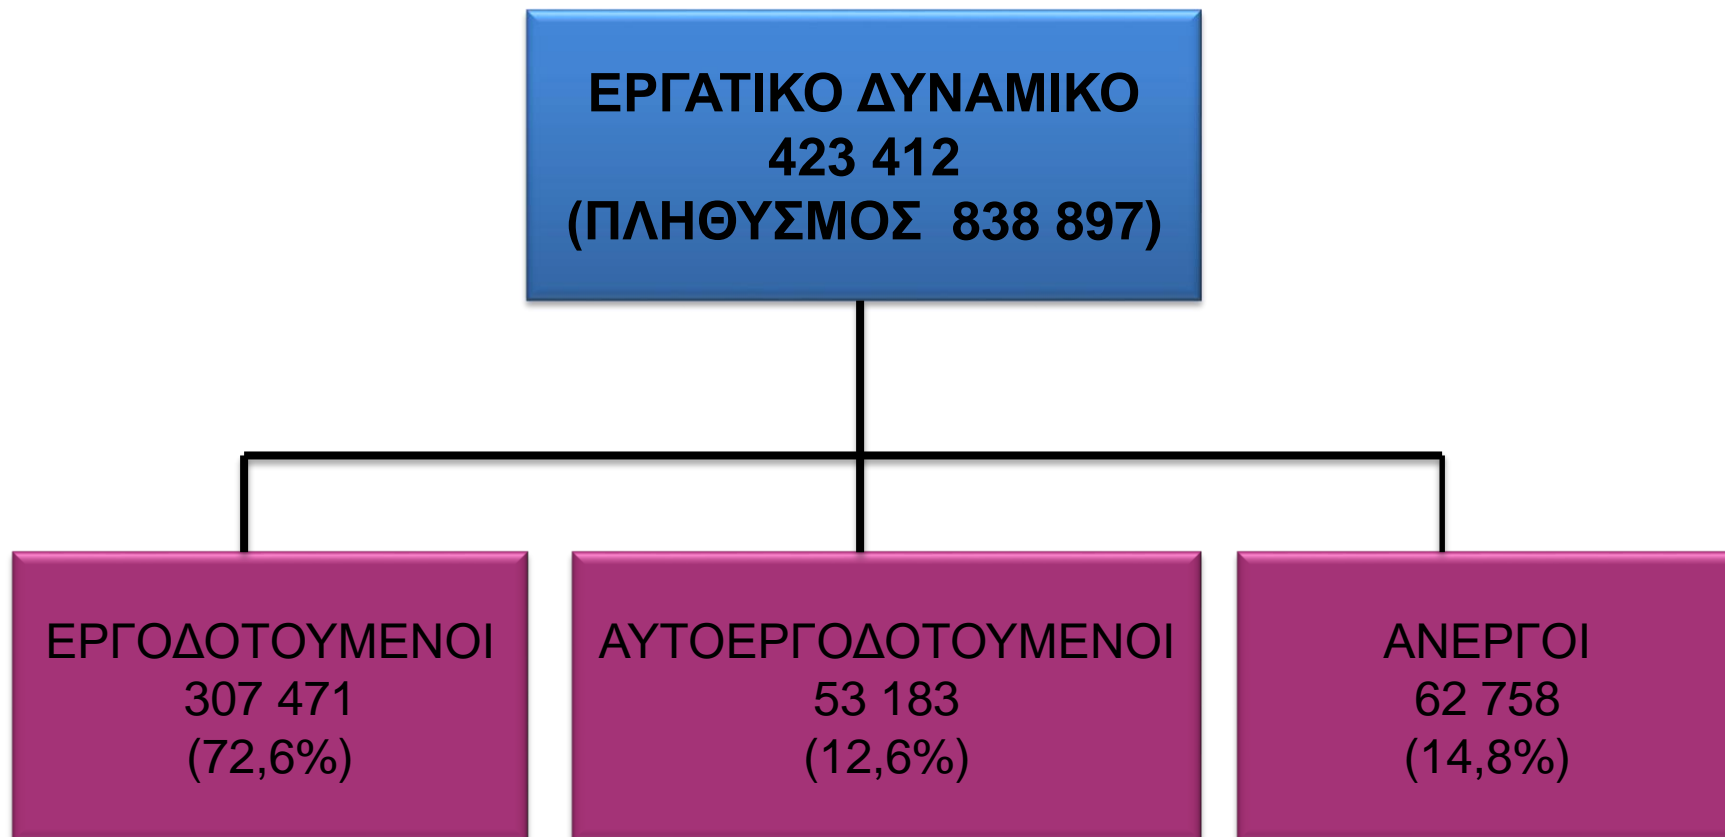 ΕΡΓΑΤΙΚΟ ΔΥΝΑΜΙΚΟ
423 412
(ΠΛΗΘΥΣΜΟΣ  838 897)
ΕΡΓΟΔΟΤΟΥΜΕΝΟΙ
307 471
(72,6%)
ΑΥΤΟΕΡΓΟΔΟΤΟΥΜΕΝΟΙ
53 183
(12,6%)
ΑΝΕΡΓΟΙ
62 758
(14,8%)